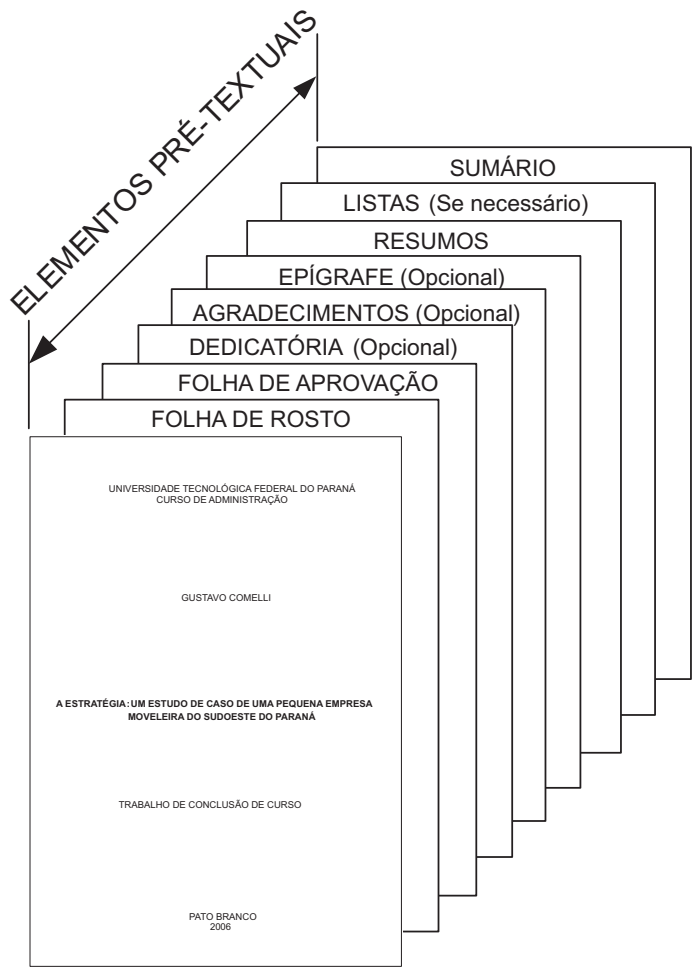 ELEMENTOS PRÉ-TEXTUAIS
SUMÁRIO
LISTAS (Se necessário)
RESUMOS
EPÍGRAFE (Opcional)
AGRADECIMENTOS (Opcional)
DEDICATÓRIA (Opcional)
FOLHA DE APROVAÇÃO
FOLHA DE ROSTO
UNIVERSIDADE TECNOLÓGICA FEDERAL DO PARANÁ
CURSO DE ADMINISTRAÇÃO
GUSTAVO COMELLI
A ESTRATÉGIA: UM ESTUDO DE CASO DE UMA PEQUENA EMPRESA
MOVELEIRA DO SUDOESTE DO PARANÁ
TRABALHO DE CONCLUSÃO DE CURSO
PATO BRANCO
2006